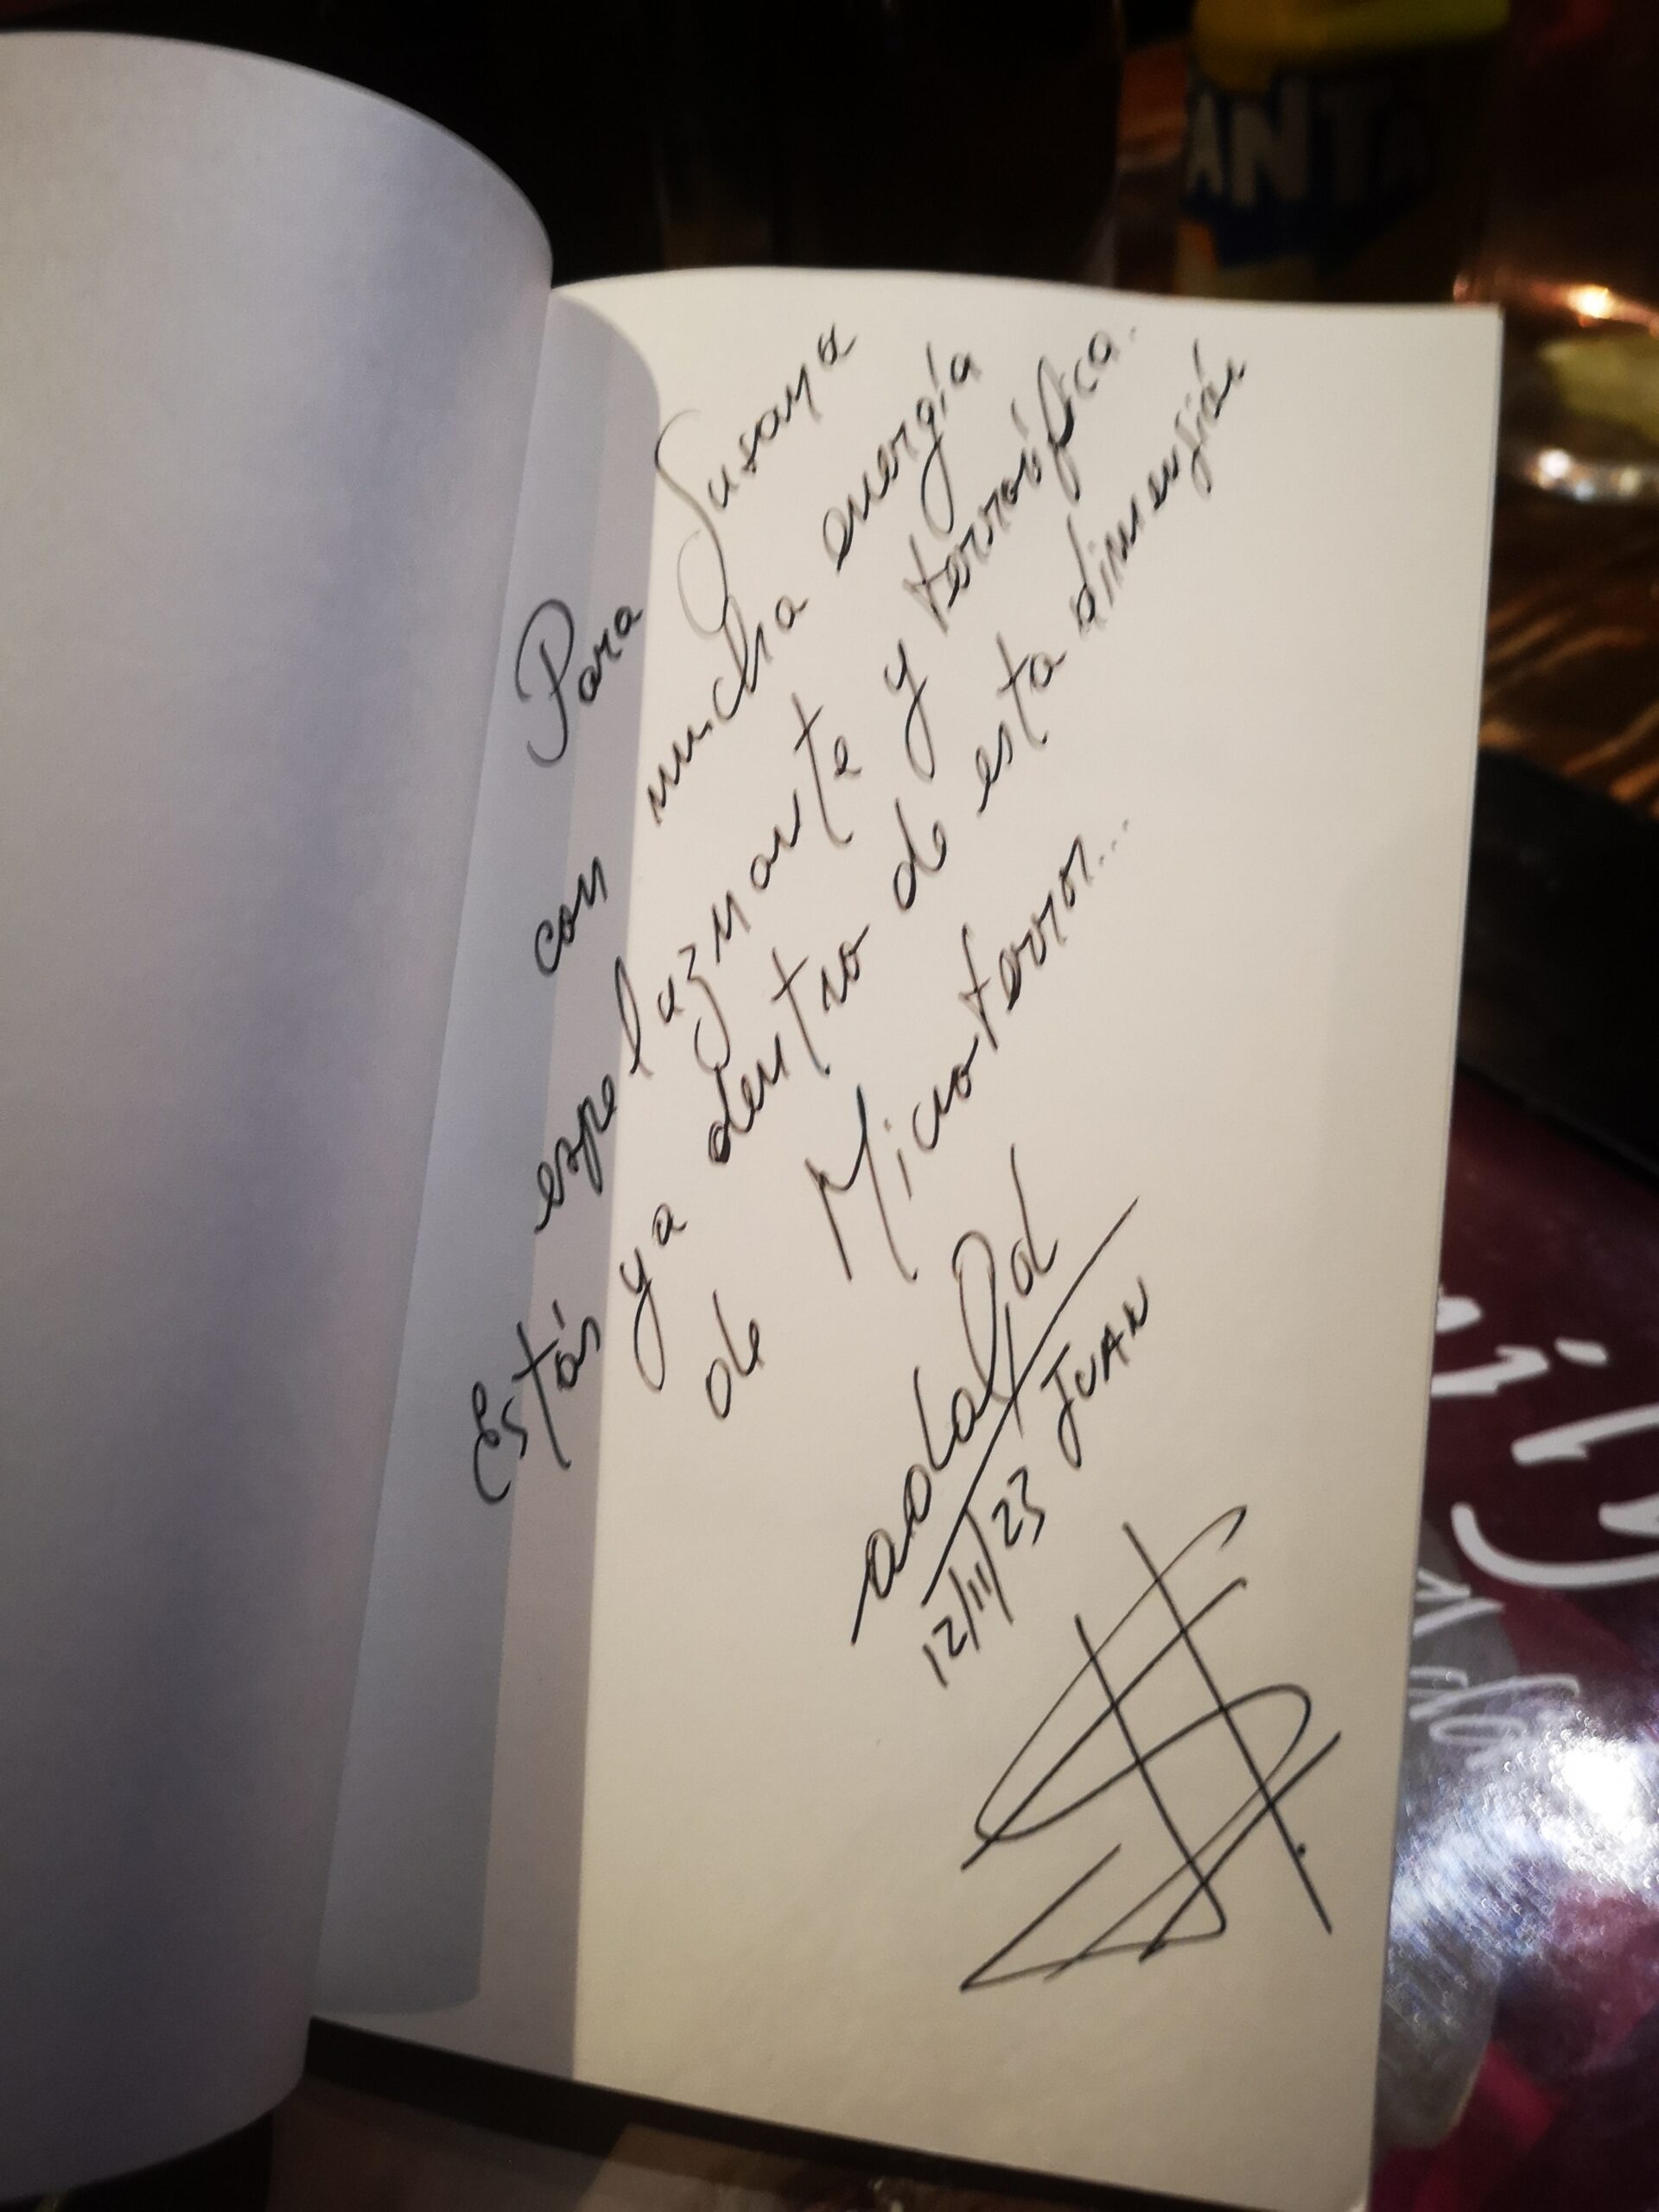 Para Susana
con mucha energía
espeluznante y terrorífica.
Estás ya dentro de esta dimensión
de Microterror...
12/11/23 JUAN
ANTA